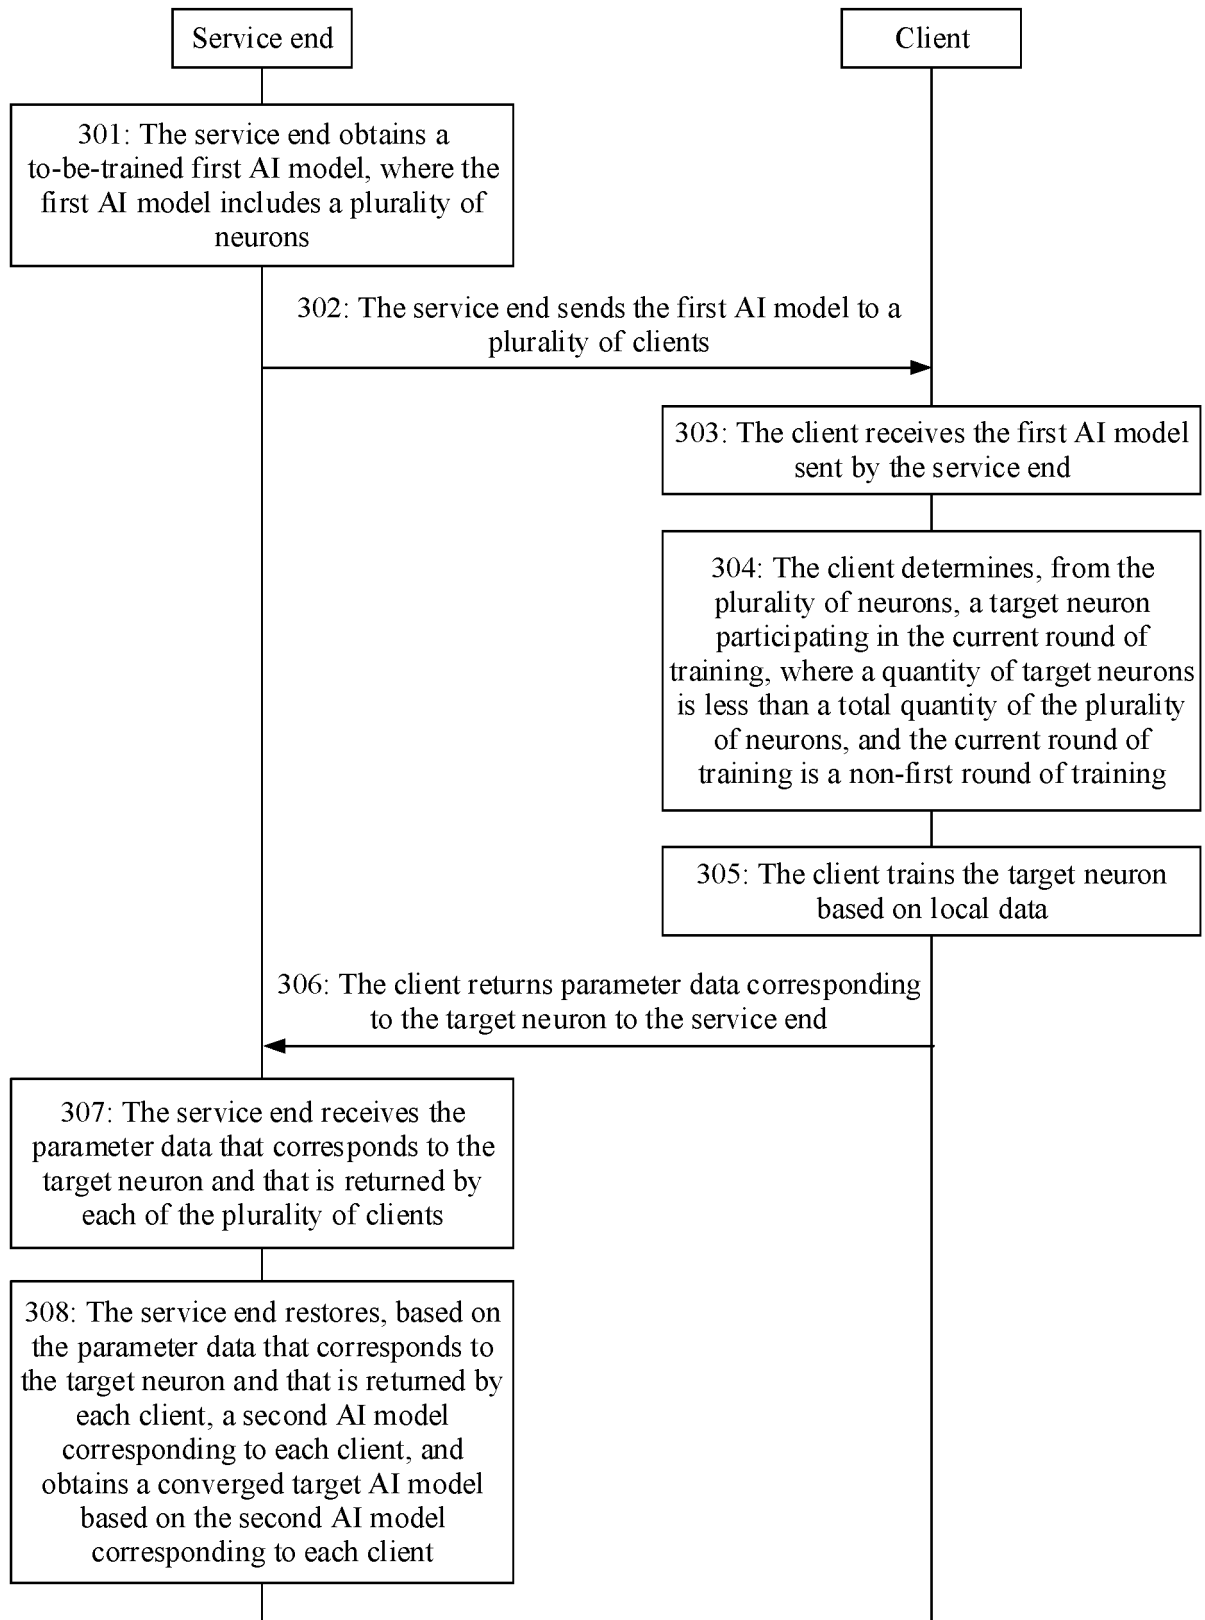 Service end
Client
301: The service end obtains a
to-be-trained first AI model, where the
first AI model includes a plurality of
neurons
302: The service end sends the first AI model to a
plurality of clients
303: The client receives the first AI model
sent by the service end
304: The client determines, from the
plurality of neurons, a target neuron
participating in the current round of
training, where a quantity of target neurons
is less than a total quantity of the plurality
of neurons, and the current round of
training is a non-first round of training
305: The client trains the target neuron
based on local data
306: The client returns parameter data corresponding
to the target neuron to the service end
307: The service end receives the
parameter data that corresponds to the
target neuron and that is returned by
each of the plurality of clients
308: The service end restores, based on
the parameter data that corresponds to
the target neuron and that is returned by
each client, a second AI model
corresponding to each client, and
obtains a converged target AI model
based on the second AI model
corresponding to each client